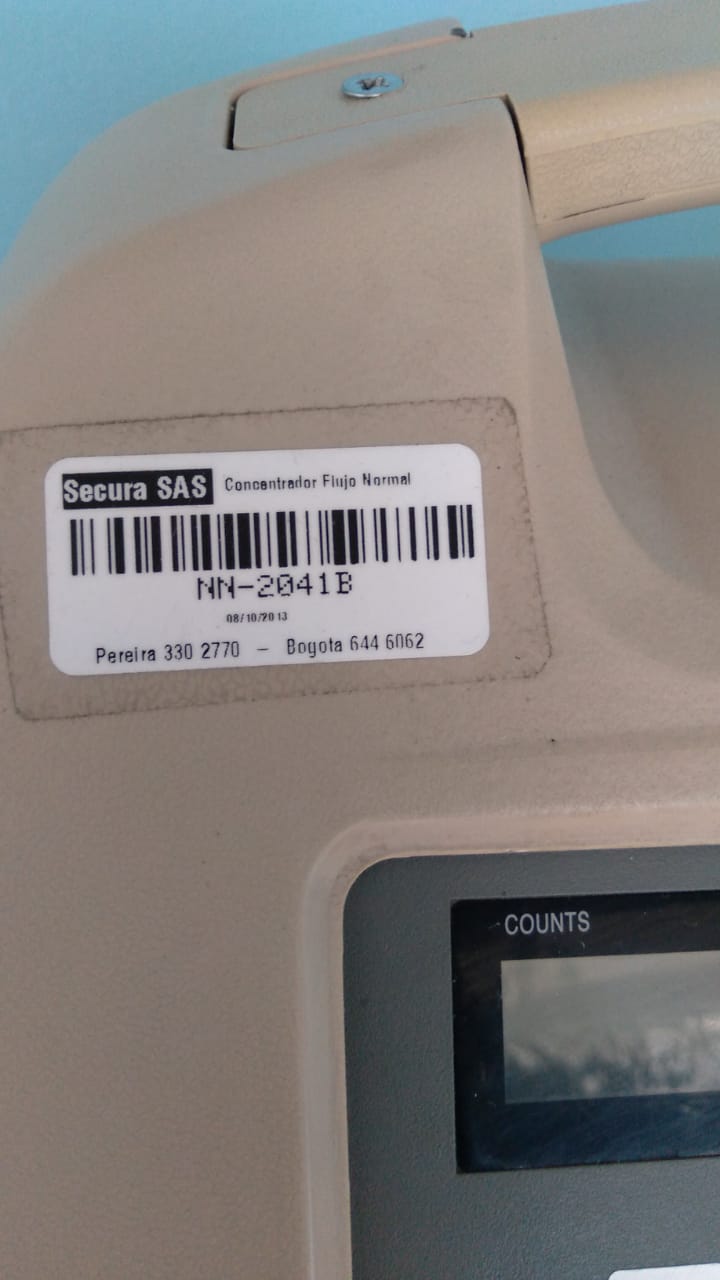 Secura SAS Concentrador Flujo Normal
NN-2041B
08/10/2013
Pereira 330 2770 – Bogota 644 6062
COUNTS